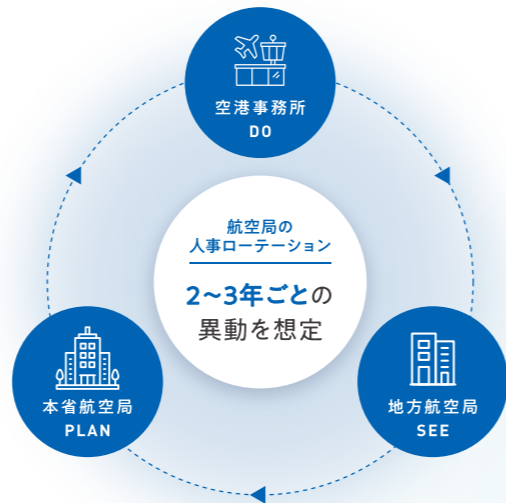 空港事務所
DO
航空局の
人事ローテーション
2〜3年ごとの
異動を想定
本省航空局
PLAN
地方航空局
SEE